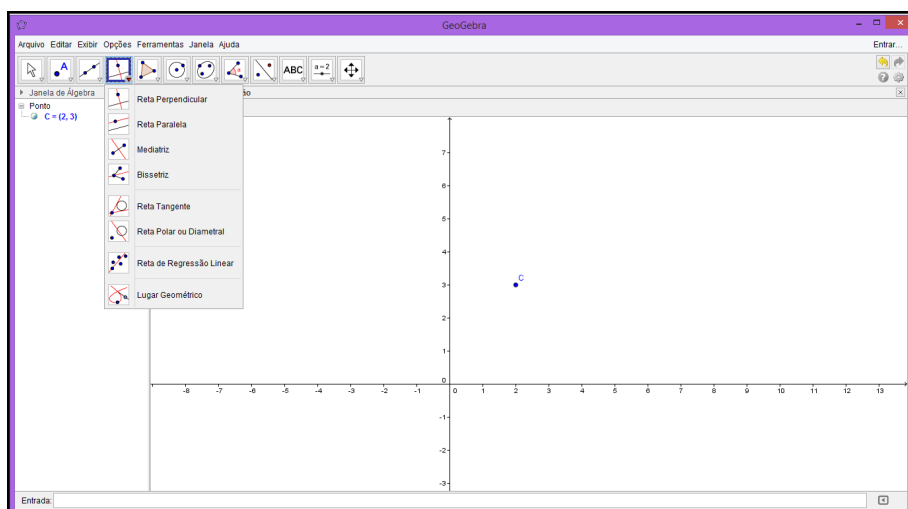 GeoGebra
Arquivo Editar Exibir Opções Ferramentas Janela Ajuda
Entrar...
A
ABC
a=2
Janela de Álgebra
ão
Ponto
C = (2, 3)
Reta Perpendicular
Reta Paralela
Mediatriz
Bissetriz
Reta Tangente
Reta Polar ou Diametral
Reta de Regressão Linear
Lugar Geométrico
7
6
5
4
C
3
2
1
0
-8 -7 -6 -5 -4 -3 -2 -1 0 1 2 3 4 5 6 7 8 9 10 11 12 13
-1
-2
-3
Entrada: